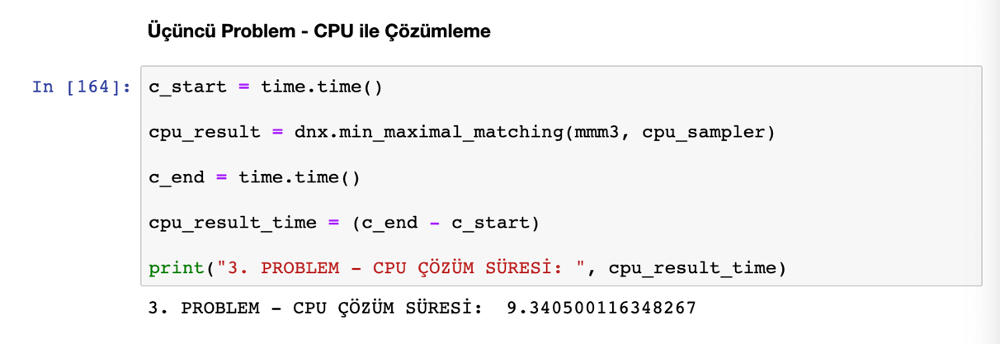 Üçüncü Problem - CPU ile Çözümleme
In [164]: c_start = time.time()
cpu_result = dnx.min_maximal_matching(mmm3, cpu_sampler)
c_end = time.time()
cpu_result_time = (c_end - c_start)
print("3. PROBLEM - CPU ÇÖZÜM SÜRESİ: ", cpu_result_time)
3. PROBLEM - CPU ÇÖZÜM SÜRESİ:  9.340500116348267